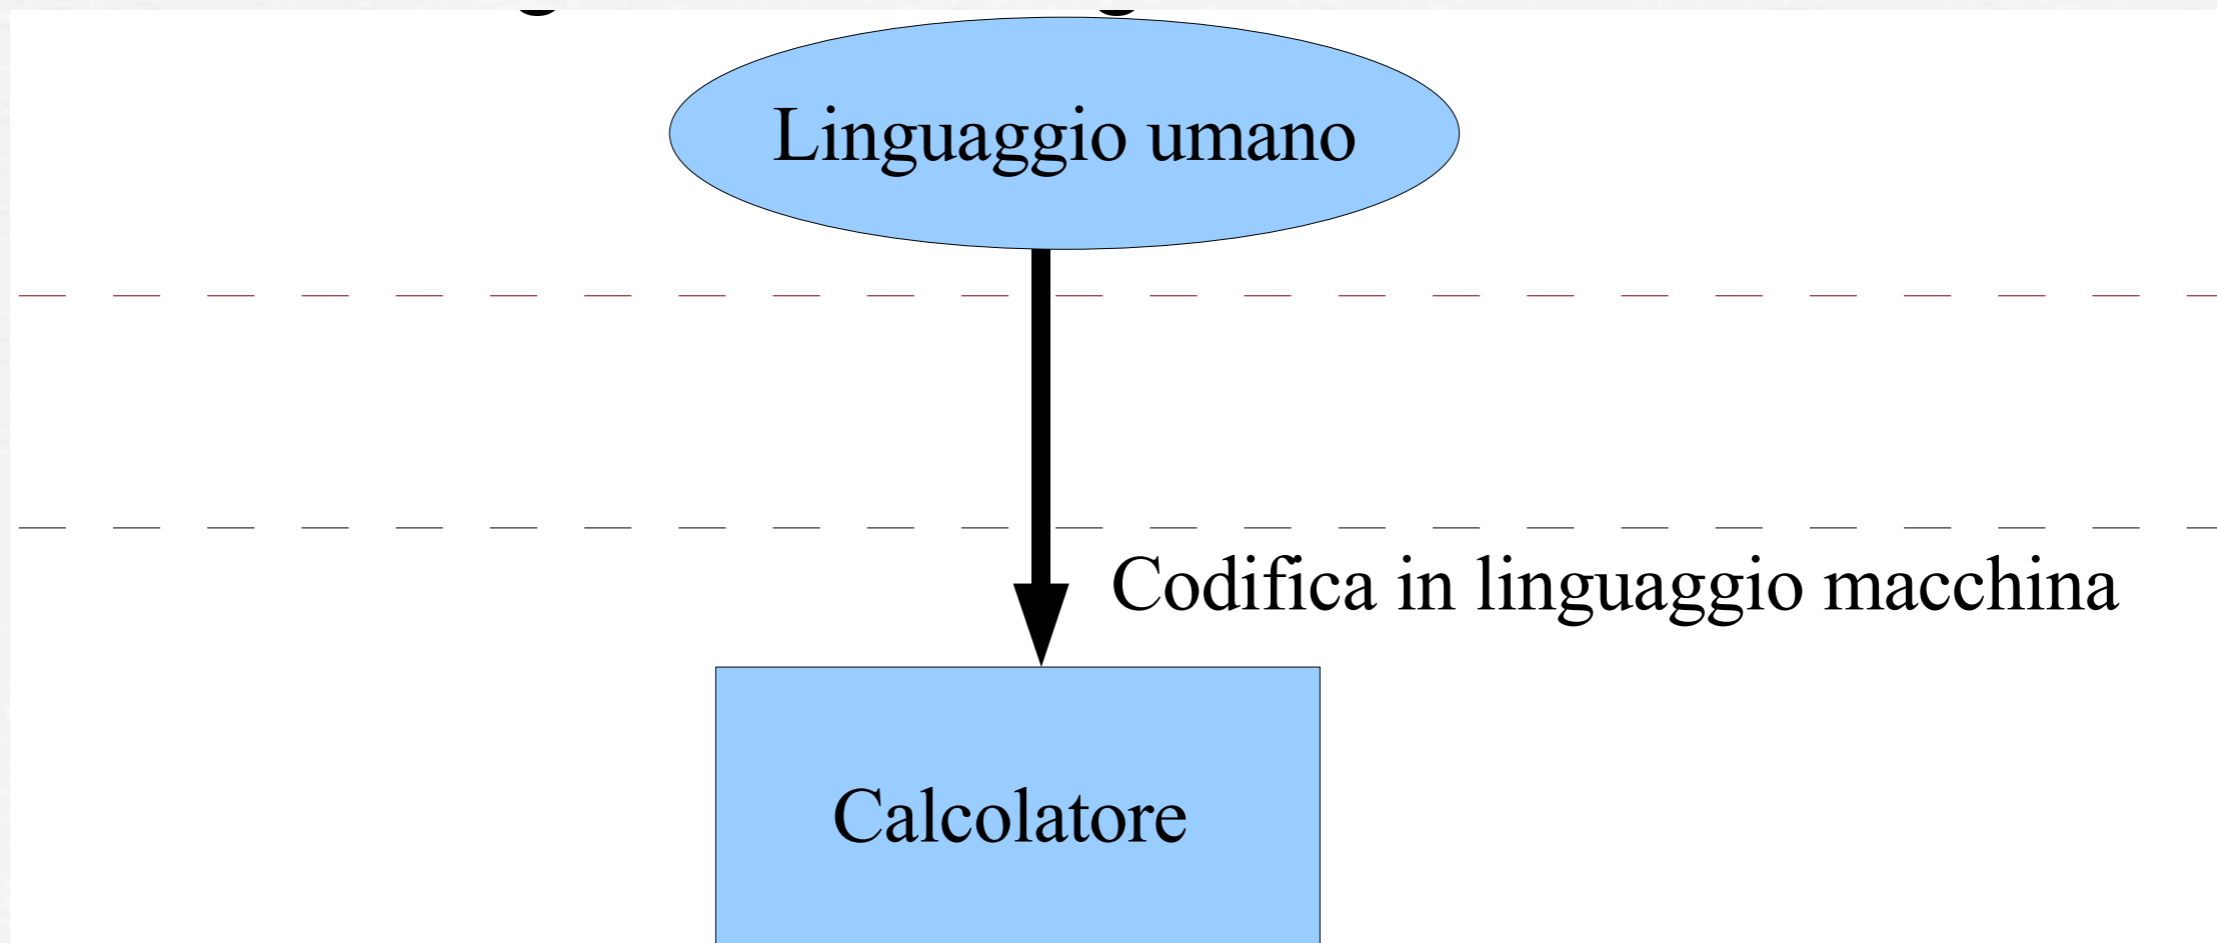 Linguaggio umano
Codifica in linguaggio macchina
Calcolatore